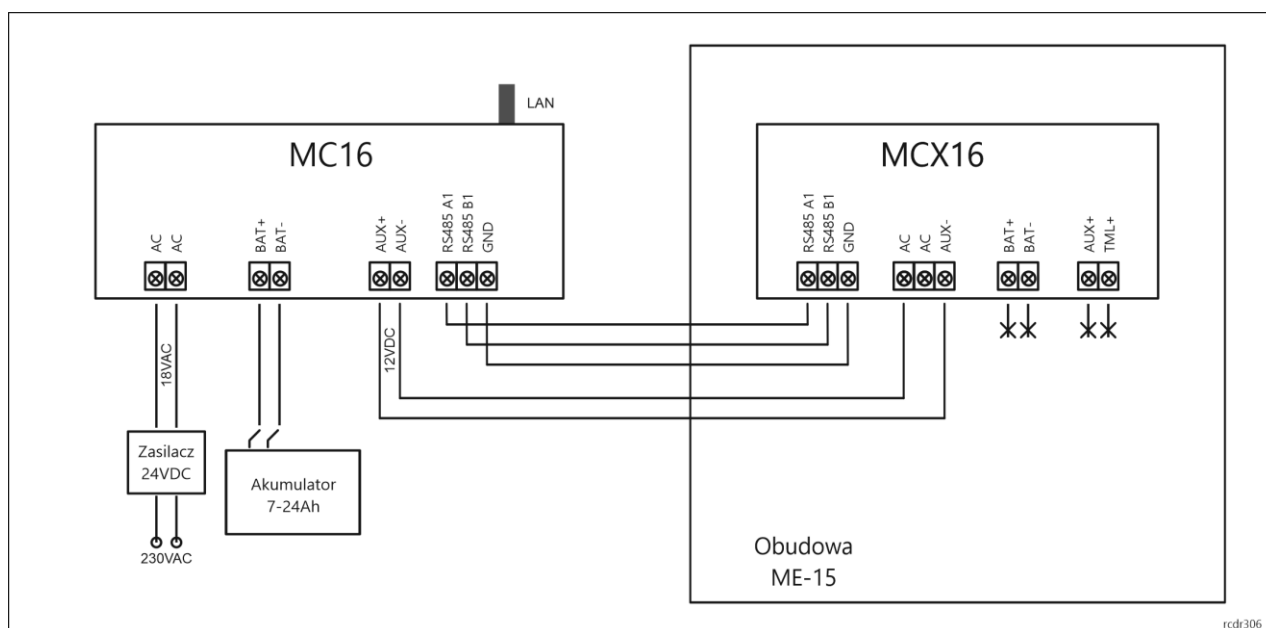 LAN
MC16
MCX16
AC
AC
BAT+
BAT-
AUX+
AUX-
RS485 A1
RS485 B1
GND
RS485 A1
RS485 B1
GND
AC
AC
AUX-
BAT+
BAT-
AUX+
TML+
18VAC
12VDC
Zasilacz
24VDC
Akumulator
7-24Ah
230VAC
Obudowa
ME-15
rcdr306